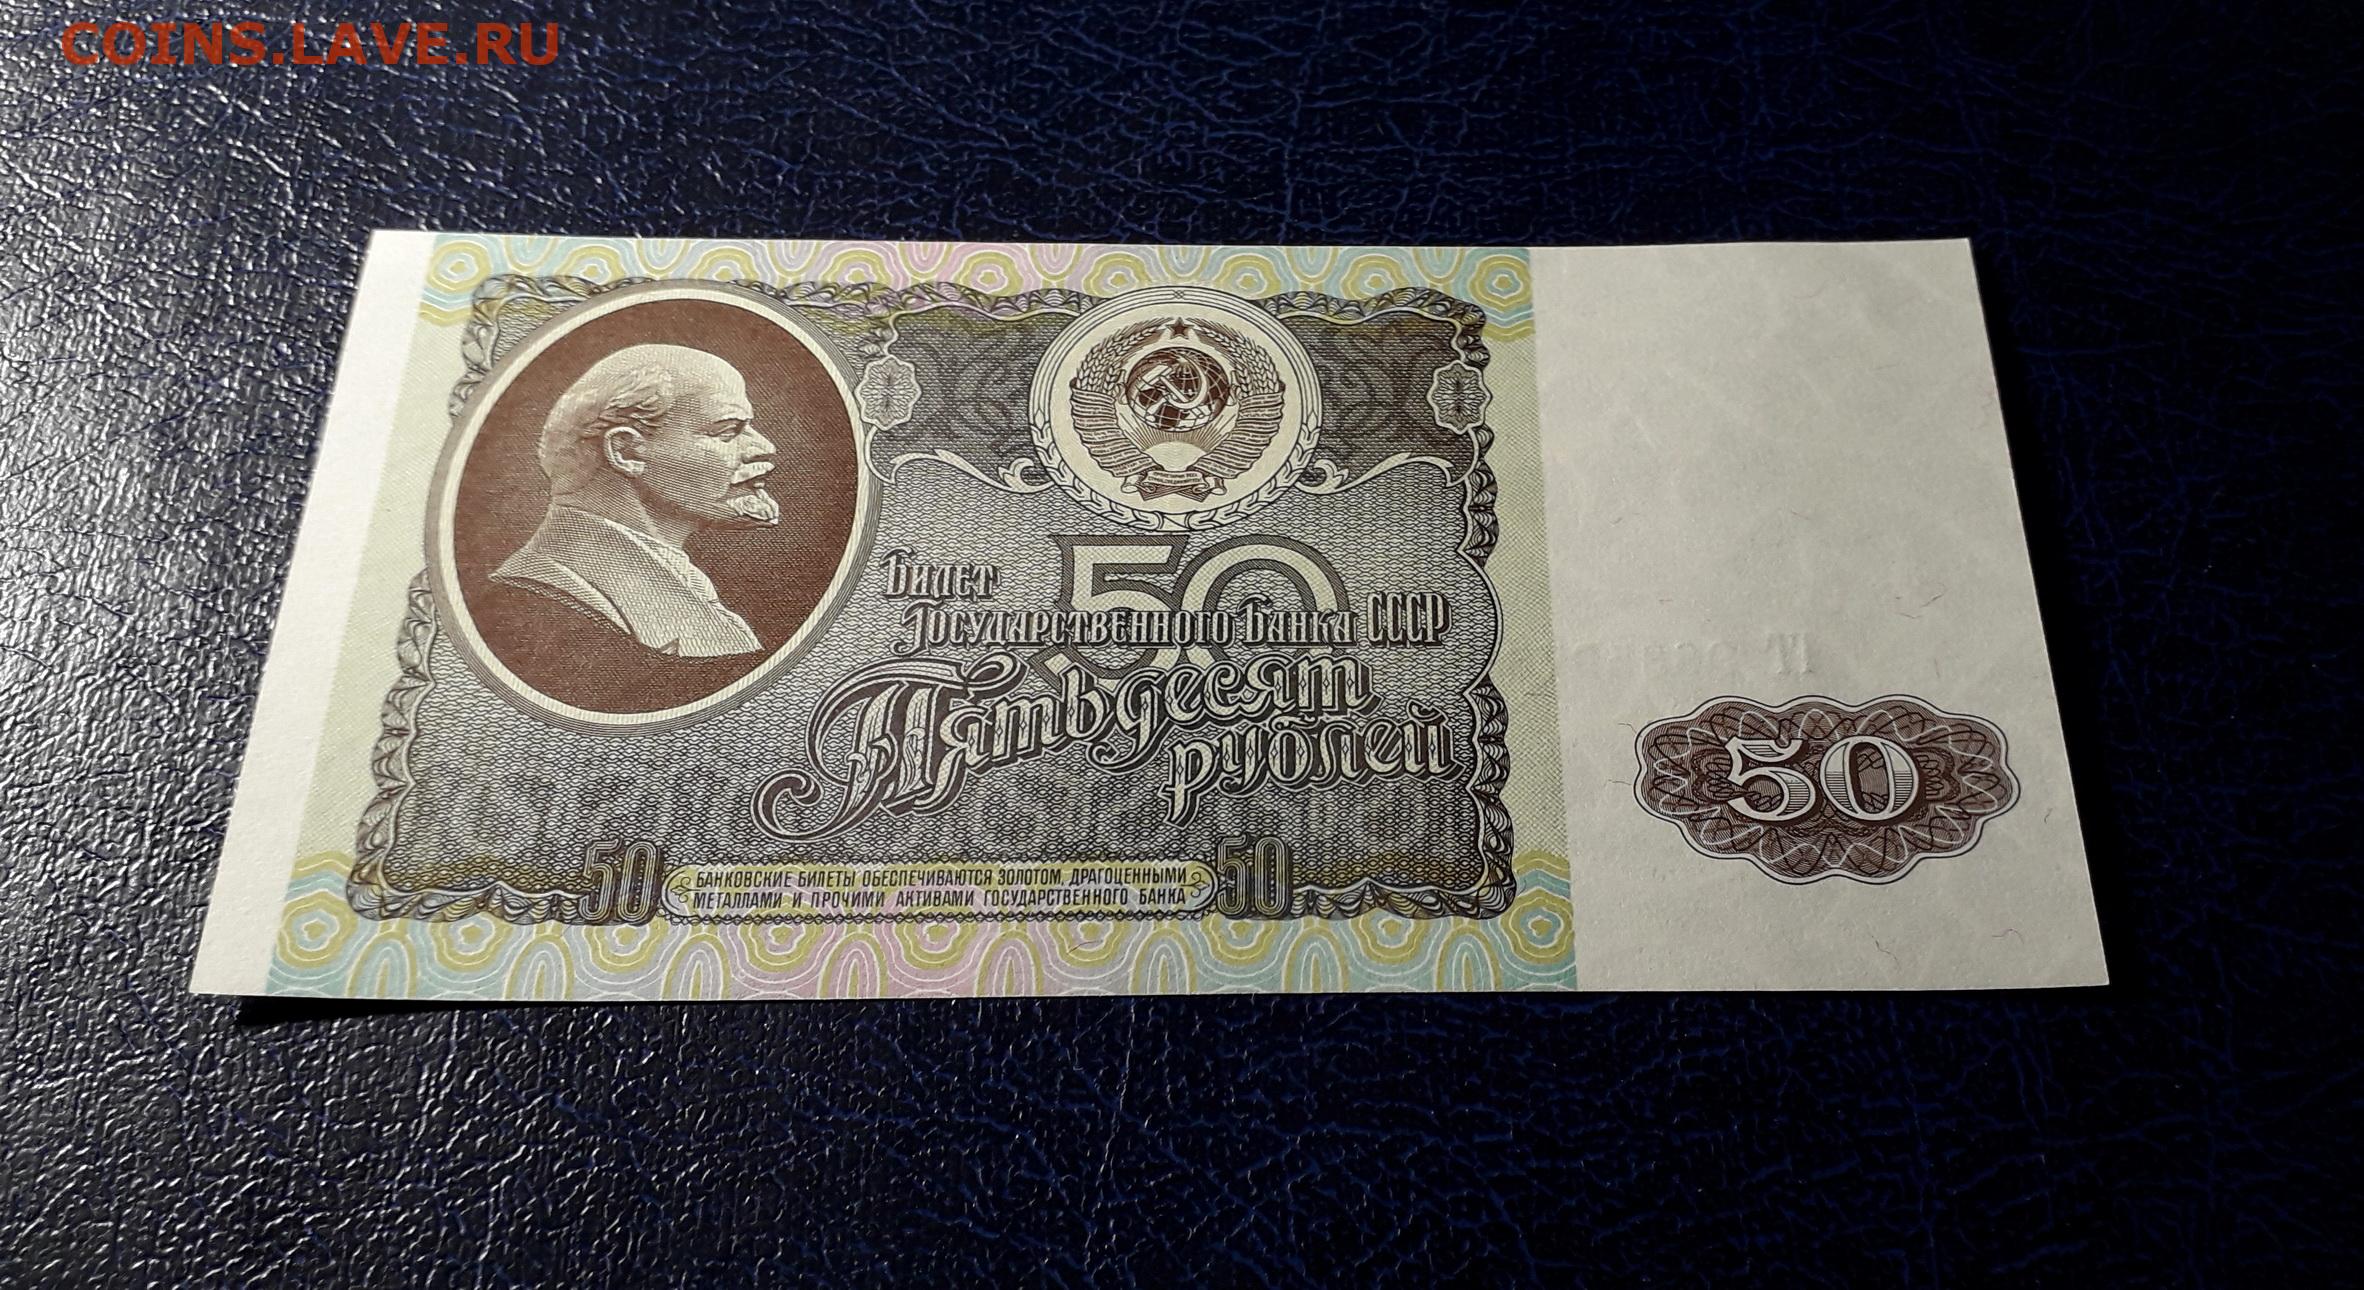 COINS.LAVE.RU
Билет
50
Государственного Банка СССР
Пятьдесят
рублей
50
50
БАНКОВСКИЕ БИЛЕТЫ ОБЕСПЕЧИВАЮТСЯ ЗОЛОТОМ, ДРАГОЦЕННЫМИ
МЕТАЛЛАМИ И ПРОЧИМИ АКТИВАМИ ГОСУДАРСТВЕННОГО БАНКА
50